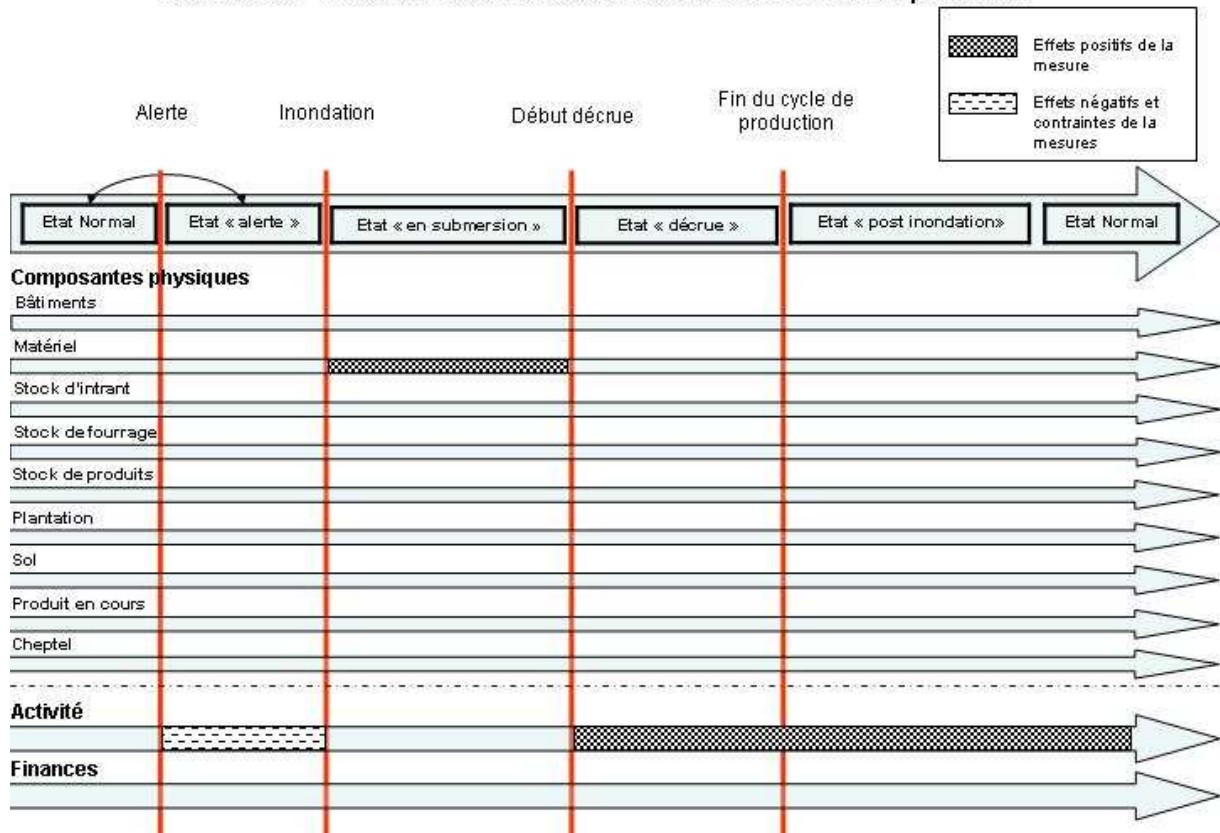 Effets positifs de la
mesure
Effets négatifs et
contraintes de la
mesures
Alerte
Inondation
Début décrue
Fin du cycle de
production
Etat Normal
Etat « alerte »
Etat « en submersion »
Etat « décrue »
Etat « post inondation»
Etat Normal
Composantes physiques
Bâtiments
Matériel
Stock d'intrant
Stock de fourrage
Stock de produits
Plantation
Sol
Produit en cours
Cheptel
Activité
Finances